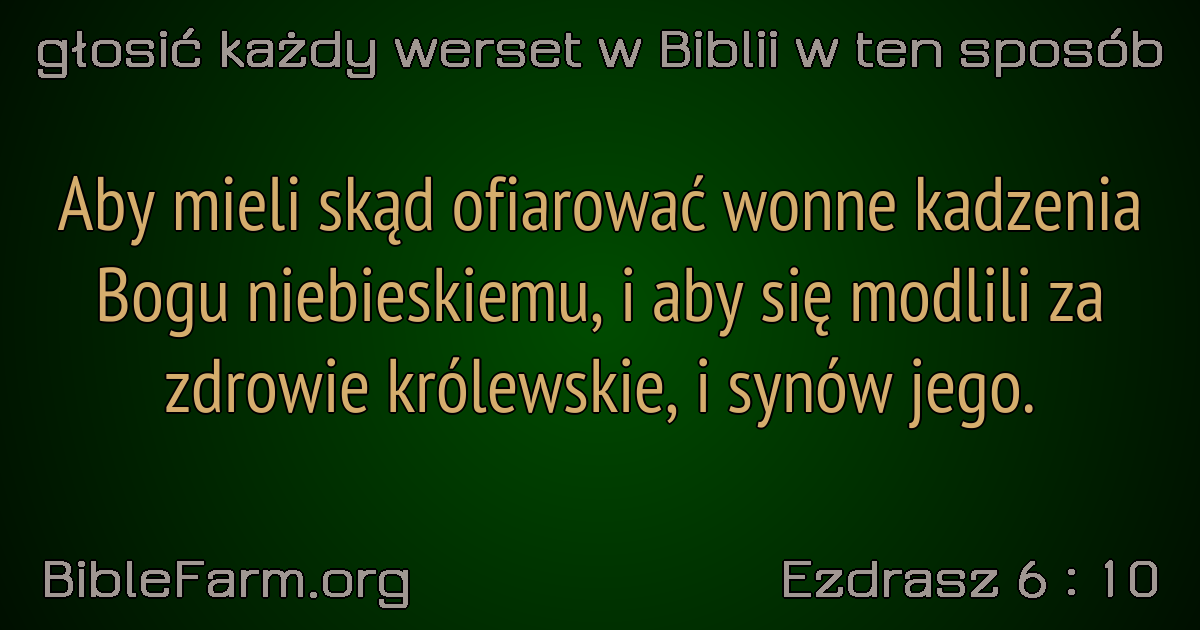 głosić każdy werset w Biblii w ten sposób
Aby mieli skąd ofiarować wonne kadzenia
Bogu niebieskiemu, i aby się modlili za
zdrowie królewskie, i synów jego.
BibleFarm.org
Ezdrasz 6 : 10